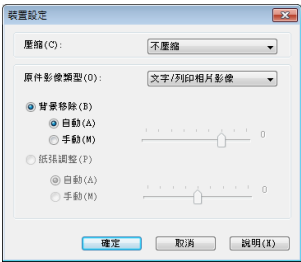 裝置設定
壓縮(C): 不壓縮
原件影像類型(O): 文字/列印相片影像
背景移除(B)
自動(A)
手動(M) 0
紙張調整(P)
自動(A)
手動(M) 0
確定 取消 說明(H)